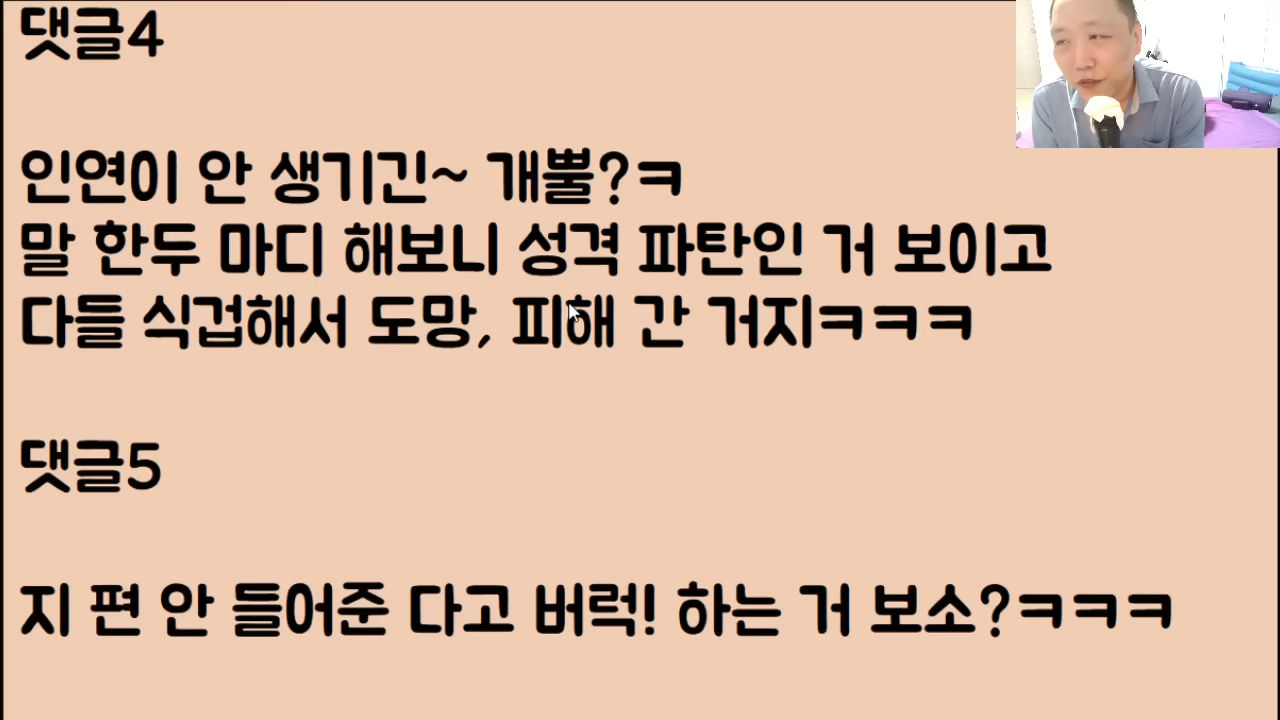 댓글4
인연이 안 생기긴~ 개뿔?ㅋ
말 한두 마디 해보니 성격 파탄인 거 보이고
다들 식겁해서 도망, 피해 간 거지ㅋㅋㅋ
댓글5
지 편 안 들어준 다고 버럭! 하는 거 보소?ㅋㅋㅋ